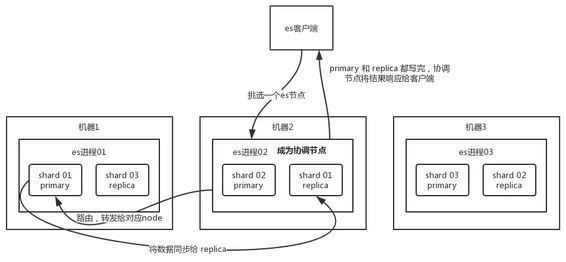 es客户端
primary 和 replica 都写完，协调
节点将结果响应给客户端
挑选一个es节点
机器1
机器2
机器3
es进程01
es进程02
成为协调节点
es进程03
shard 01
primary
shard 03
replica
shard 02
primary
shard 01
replica
shard 03
primary
shard 02
replica
路由，转发给对应node
将数据同步给 replica